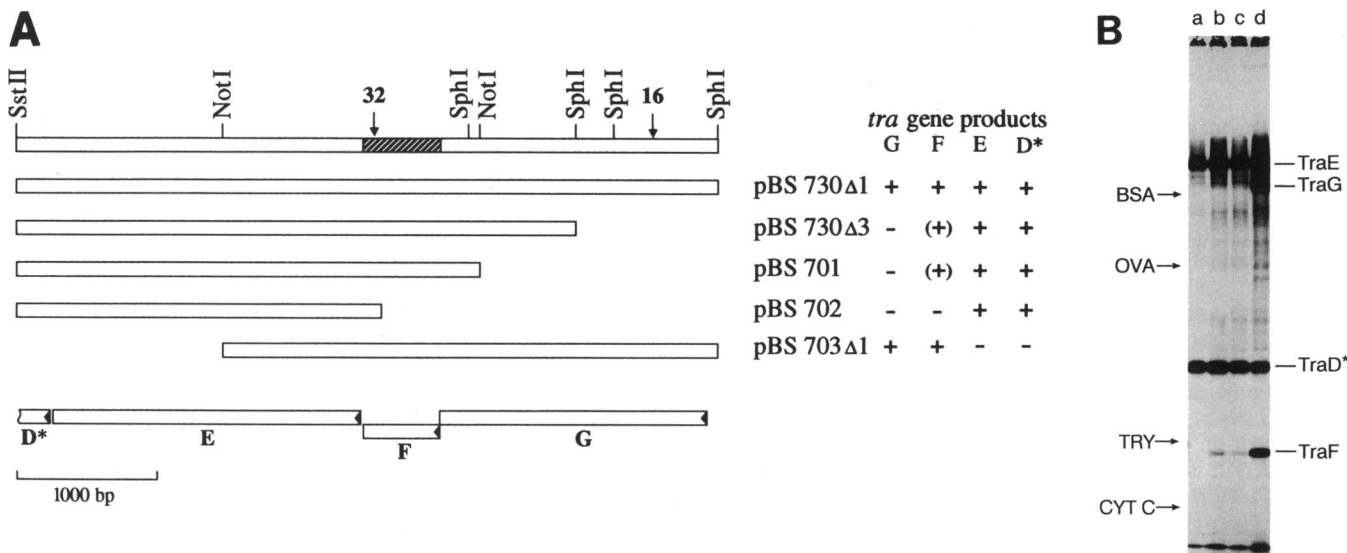 A
SstII
NotI
32
SphI
NotI
SphI
SphI
16
SphI
tra gene products
G F E D*
pBS 730Δ1 + + + +
pBS 730Δ3 - (+) + +
pBS 701 - (+) + +
pBS 702 - - + +
pBS 703Δ1 + + - -
D* E F G
1000 bp
B
a b c d
TraE
TraG
BSA
OVA
TraD*
TRY
TraF
CYT C